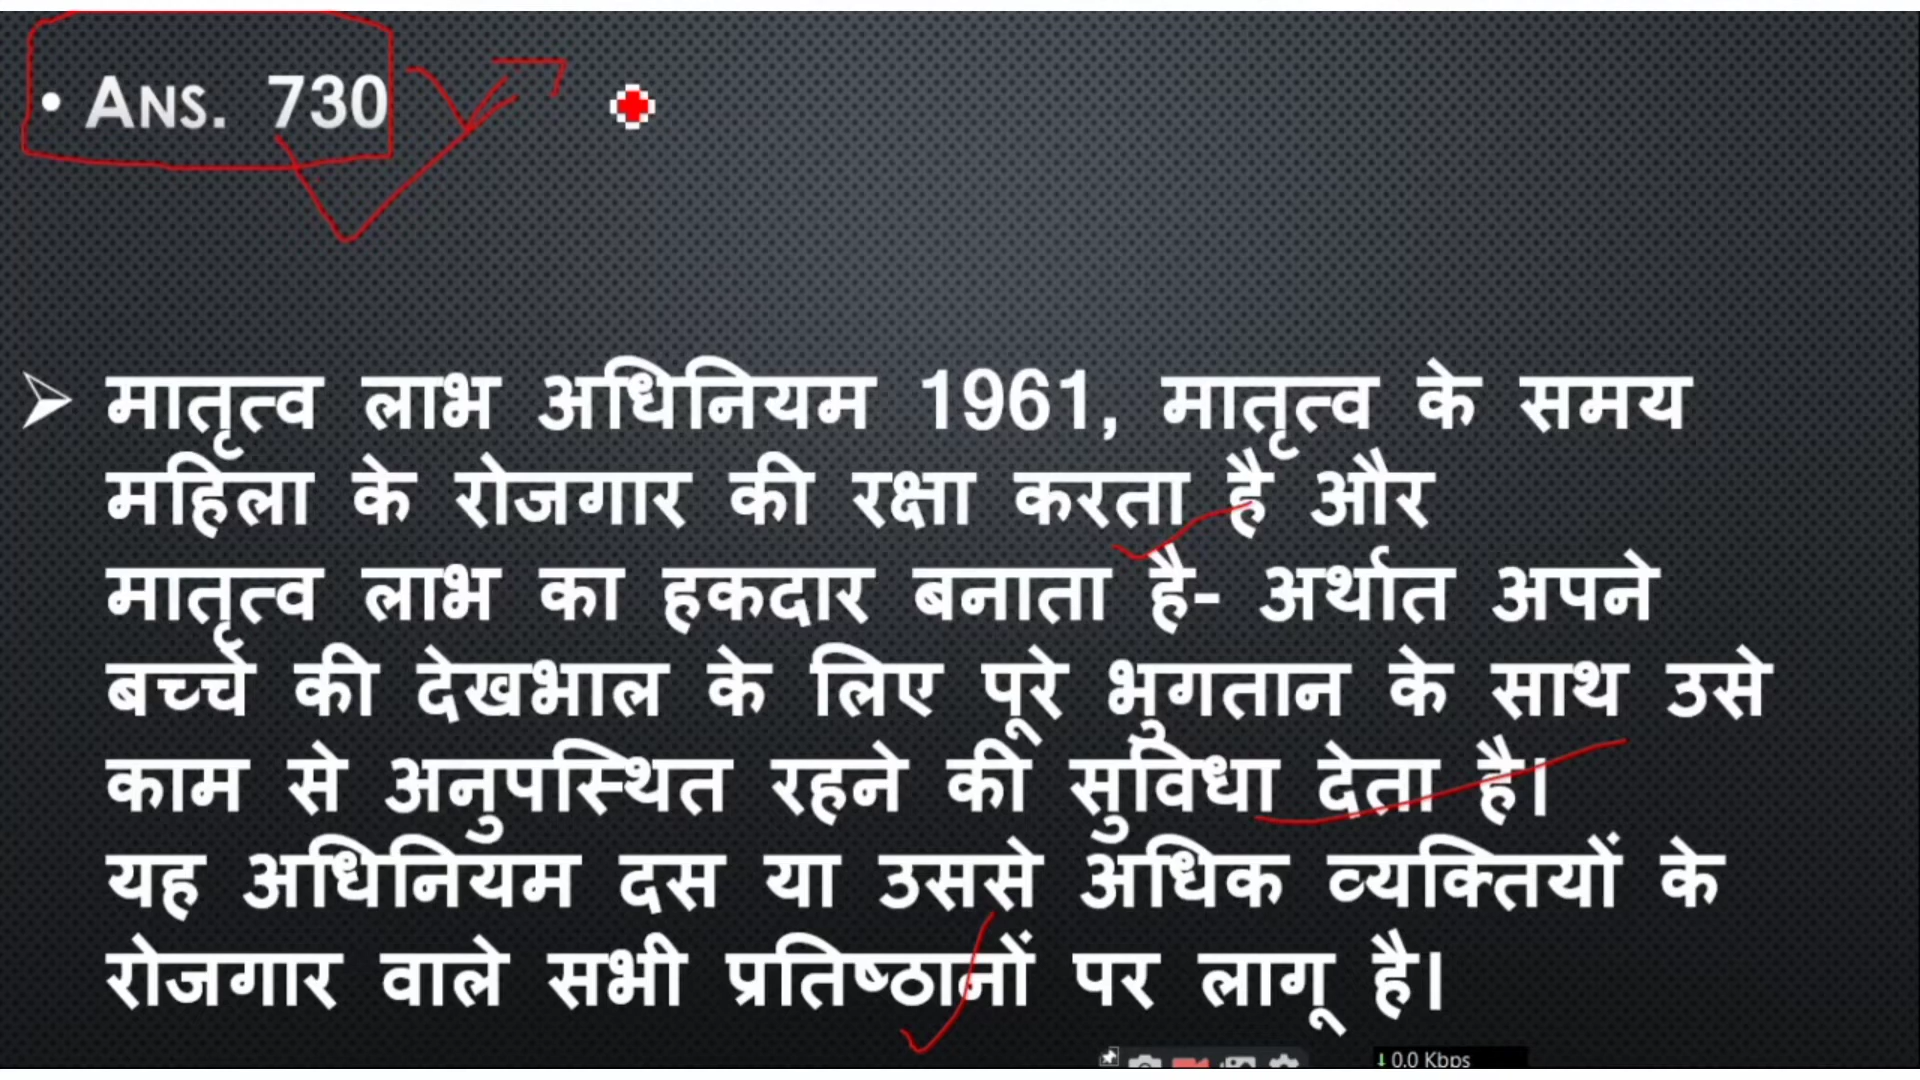 • ANS. 730
➢ मातृत्व लाभ अधिनियम 1961, मातृत्व के समय
महिला के रोजगार की रक्षा करता है और
मातृत्व लाभ का हकदार बनाता है- अर्थात अपने
बच्चे की देखभाल के लिए पूरे भुगतान के साथ उसे
काम से अनुपस्थित रहने की सुविधा देता है।
यह अधिनियम दस या उससे अधिक व्यक्तियों के
रोजगार वाले सभी प्रतिष्ठानों पर लागू है।
↓ 0.0 Kbps